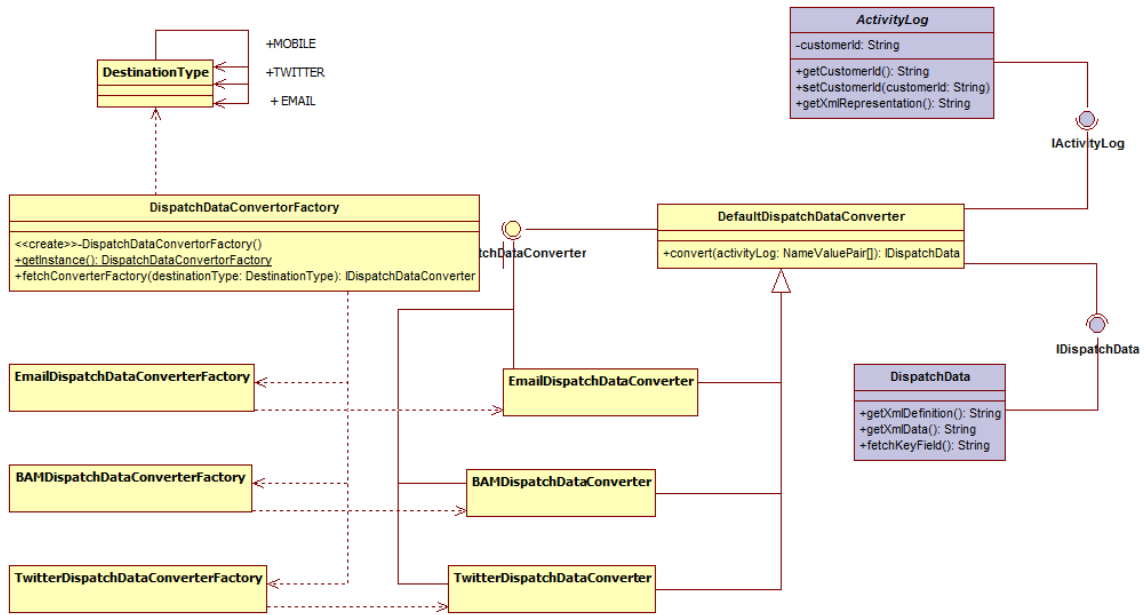 ActivityLog
-customerId: String
+getCustomerId(): String
+setCustomerId(customerId: String)
+getXmlRepresentation(): String
+MOBILE
DestinationType
+TWITTER
+ EMAIL
IActivityLog
DispatchDataConvertorFactory
<<create>>-DispatchDataConvertorFactory()
+getInstance(): DispatchDataConvertorFactory
+fetchConverterFactory(destinationType: DestinationType): IDispatchDataConverter
tchDataConverter
DefaultDispatchDataConverter
+convert(activityLog: NameValuePair[]): IDispatchData
IDispatchData
EmailDispatchDataConverterFactory
EmailDispatchDataConverter
DispatchData
+getXmlDefinition(): String
+getXmlData(): String
+fetchKeyField(): String
BAMDispatchDataConverterFactory
BAMDispatchDataConverter
TwitterDispatchDataConverterFactory
TwitterDispatchDataConverter